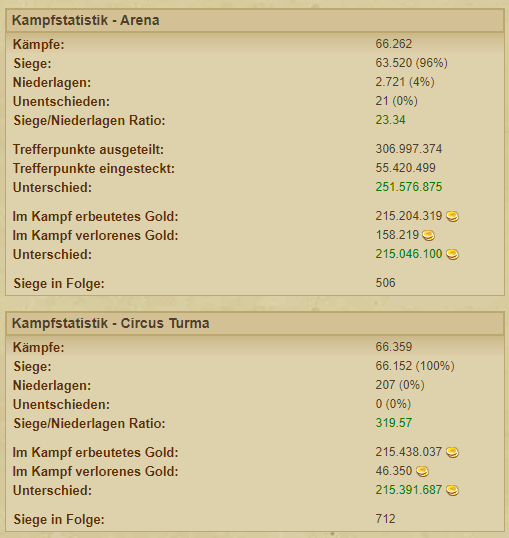 Kampfstatistik - Arena
Kämpfe: 66.262
Siege: 63.520 (96%)
Niederlagen: 2.721 (4%)
Unentschieden: 21 (0%)
Siege/Niederlagen Ratio: 23.34
Trefferpunkte ausgeteilt: 306.997.374
Trefferpunkte eingesteckt: 55.420.499
Unterschied: 251.576.875
Im Kampf erbeutetes Gold: 215.204.319
Im Kampf verlorenes Gold: 158.219
Unterschied: 215.046.100
Siege in Folge: 506
Kampfstatistik - Circus Turma
Kämpfe: 66.359
Siege: 66.152 (100%)
Niederlagen: 207 (0%)
Unentschieden: 0 (0%)
Siege/Niederlagen Ratio: 319.57
Im Kampf erbeutetes Gold: 215.438.037
Im Kampf verlorenes Gold: 46.350
Unterschied: 215.391.687
Siege in Folge: 712